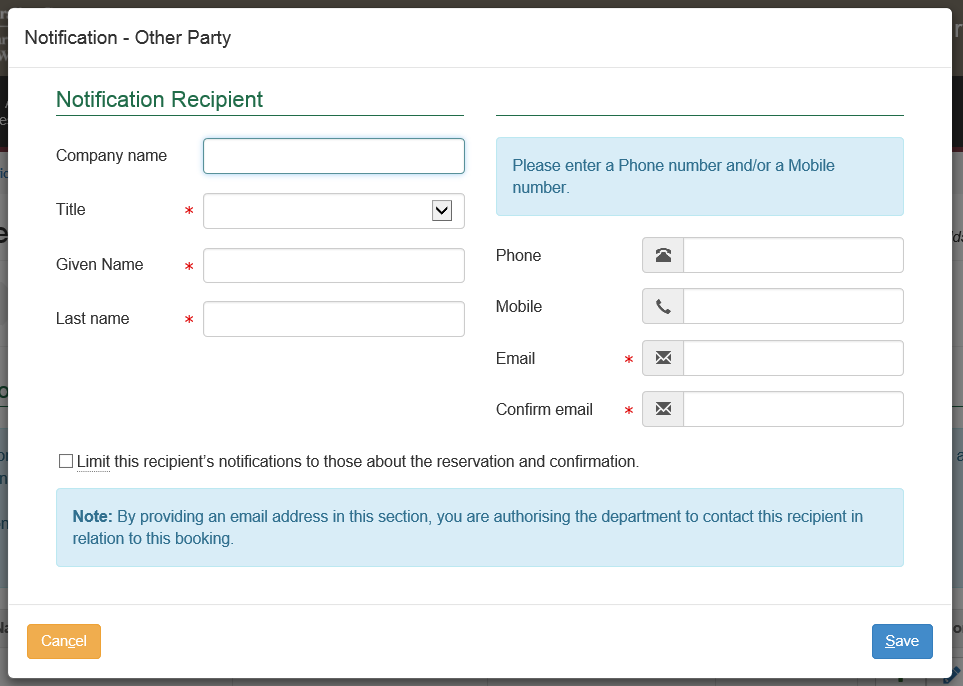 Notification - Other Party
Notification Recipient
Company name
Title *
Given Name *
Last name *
Please enter a Phone number and/or a Mobile
number.
Phone
Mobile
Email *
Confirm email *
Limit this recipient's notifications to those about the reservation and confirmation.
Note: By providing an email address in this section, you are authorising the department to contact this recipient in
relation to this booking.
Cancel
Save